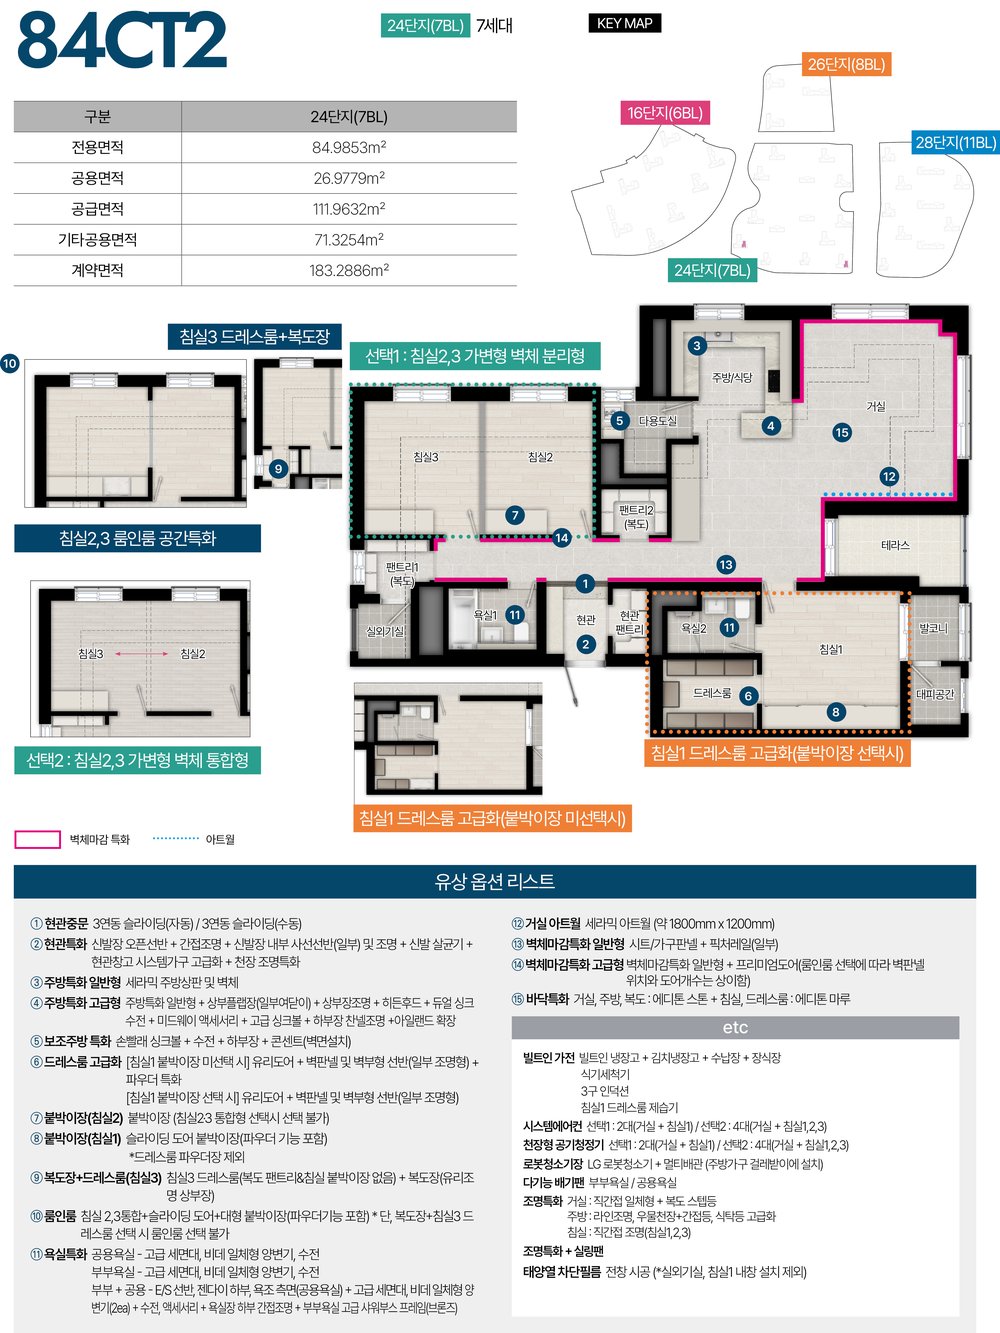 84CT2
24단지(7BL) 7세대
KEY MAP
26단지(8BL)
16단지(6BL)
28단지(11BL)
24단지(7BL)
구분 24단지(7BL)
전용면적 84.9853m²
공용면적 26.9779m²
공급면적 111.9632m²
기타공용면적 71.3254m²
계약면적 183.2886m²
침실3 드레스룸+복도장
10
9
침실2,3 룸인룸 공간특화
침실3 침실2
선택2 : 침실2,3 가변형 벽체 통합형
선택1 : 침실2,3 가변형 벽체 분리형
3
주방/식당
거실
4
15
5
다용도실
침실3
침실2
12
7
팬트리2
(복도)
14
테라스
팬트리1
(복도)
13
1
실외기실
욕실1
11
현관
2
현관
팬트리
욕실2
11
침실1
발코니
드레스룸
6
8
대피공간
침실1 드레스룸 고급화(붙박이장 선택시)
침실1 드레스룸 고급화(붙박이장 미선택시)
벽체마감 특화
아트월
유상 옵션 리스트
① 현관중문 3연동 슬라이딩(자동) / 3연동 슬라이딩(수동)
② 현관특화 신발장 오픈선반 + 간접조명 + 신발장 내부 사선선반(일부) 및 조명 + 신발 살균기 +
현관창고 시스템가구 고급화 + 천장 조명특화
③ 주방특화 일반형 세라믹 주방상판 및 벽체
④ 주방특화 고급형 주방특화 일반형 + 상부플랩장(일부여닫이) + 상부장조명 + 히든후드 + 듀얼 싱크
수전 + 미드웨이 액세서리 + 고급 싱크볼 + 하부장 찬넬조명 +아일랜드 확장
⑤ 보조주방 특화 손빨래 싱크볼 + 수전 + 하부장 + 콘센트(벽면설치)
⑥ 드레스룸 고급화 [침실1 붙박이장 미선택 시] 유리도어 + 벽판넬 및 벽부형 선반(일부 조명형) +
파우더 특화
[침실1 붙박이장 선택 시] 유리도어 + 벽판넬 및 벽부형 선반(일부 조명형)
⑦ 붙박이장(침실2) 붙박이장 (침실2·3 통합형 선택시 선택 불가)
⑧ 붙박이장(침실1) 슬라이딩 도어 붙박이장(파우더 기능 포함)
*드레스룸 파우더장 제외
⑨ 복도장+드레스룸(침실3) 침실3 드레스룸(복도 팬트리&침실 붙박이장 없음) + 복도장(유리조
명 상부장)
⑩ 룸인룸 침실 2,3통합+슬라이딩 도어+대형 붙박이장(파우더기능 포함) * 단, 복도장+침실3 드
레스룸 선택 시 룸인룸 선택 불가
⑪ 욕실특화 공용욕실 - 고급 세면대, 비데 일체형 양변기, 수전
부부욕실 - 고급 세면대, 비데 일체형 양변기, 수전
부부 + 공용 - E/S 선반, 젠다이 하부, 욕조 측면(공용욕실) + 고급 세면대, 비데 일체형 양
변기(2ea) + 수전, 액세서리 + 욕실장 하부 간접조명 + 부부욕실 고급 샤워부스 프레임(브론즈)
⑫ 거실 아트월 세라믹 아트월 (약 1800mm x 1200mm)
⑬ 벽체마감특화 일반형 시트/가구판넬 + 픽처레일(일부)
⑭ 벽체마감특화 고급형 벽체마감특화 일반형 + 프리미엄도어(룸인룸 선택에 따라 벽판넬
위치와 도어개수는 상이함)
⑮ 바닥특화 거실, 주방, 복도 : 에디톤 스톤 + 침실, 드레스룸 : 에디톤 마루
etc
빌트인 가전 빌트인 냉장고 + 김치냉장고 + 수납장 + 장식장
식기세척기
3구 인덕션
침실1 드레스룸 제습기
시스템에어컨 선택1 : 2대(거실 + 침실1) / 선택2 : 4대(거실 + 침실1,2,3)
천장형 공기청정기 선택1 : 2대(거실 + 침실1) / 선택2 : 4대(거실 + 침실1,2,3)
로봇청소기장 LG 로봇청소기 + 멀티배관 (주방가구 걸레받이에 설치)
다기능 배기팬 부부욕실 / 공용욕실
조명특화 거실 : 직간접 일체형 + 복도 스텝등
주방 : 라인조명, 우물천장+간접등, 식탁등 고급화
침실 : 직간접 조명(침실1,2,3)
조명특화 + 실링팬
태양열 차단필름 전창 시공 (*실외기실, 침실1 내창 설치 제외)